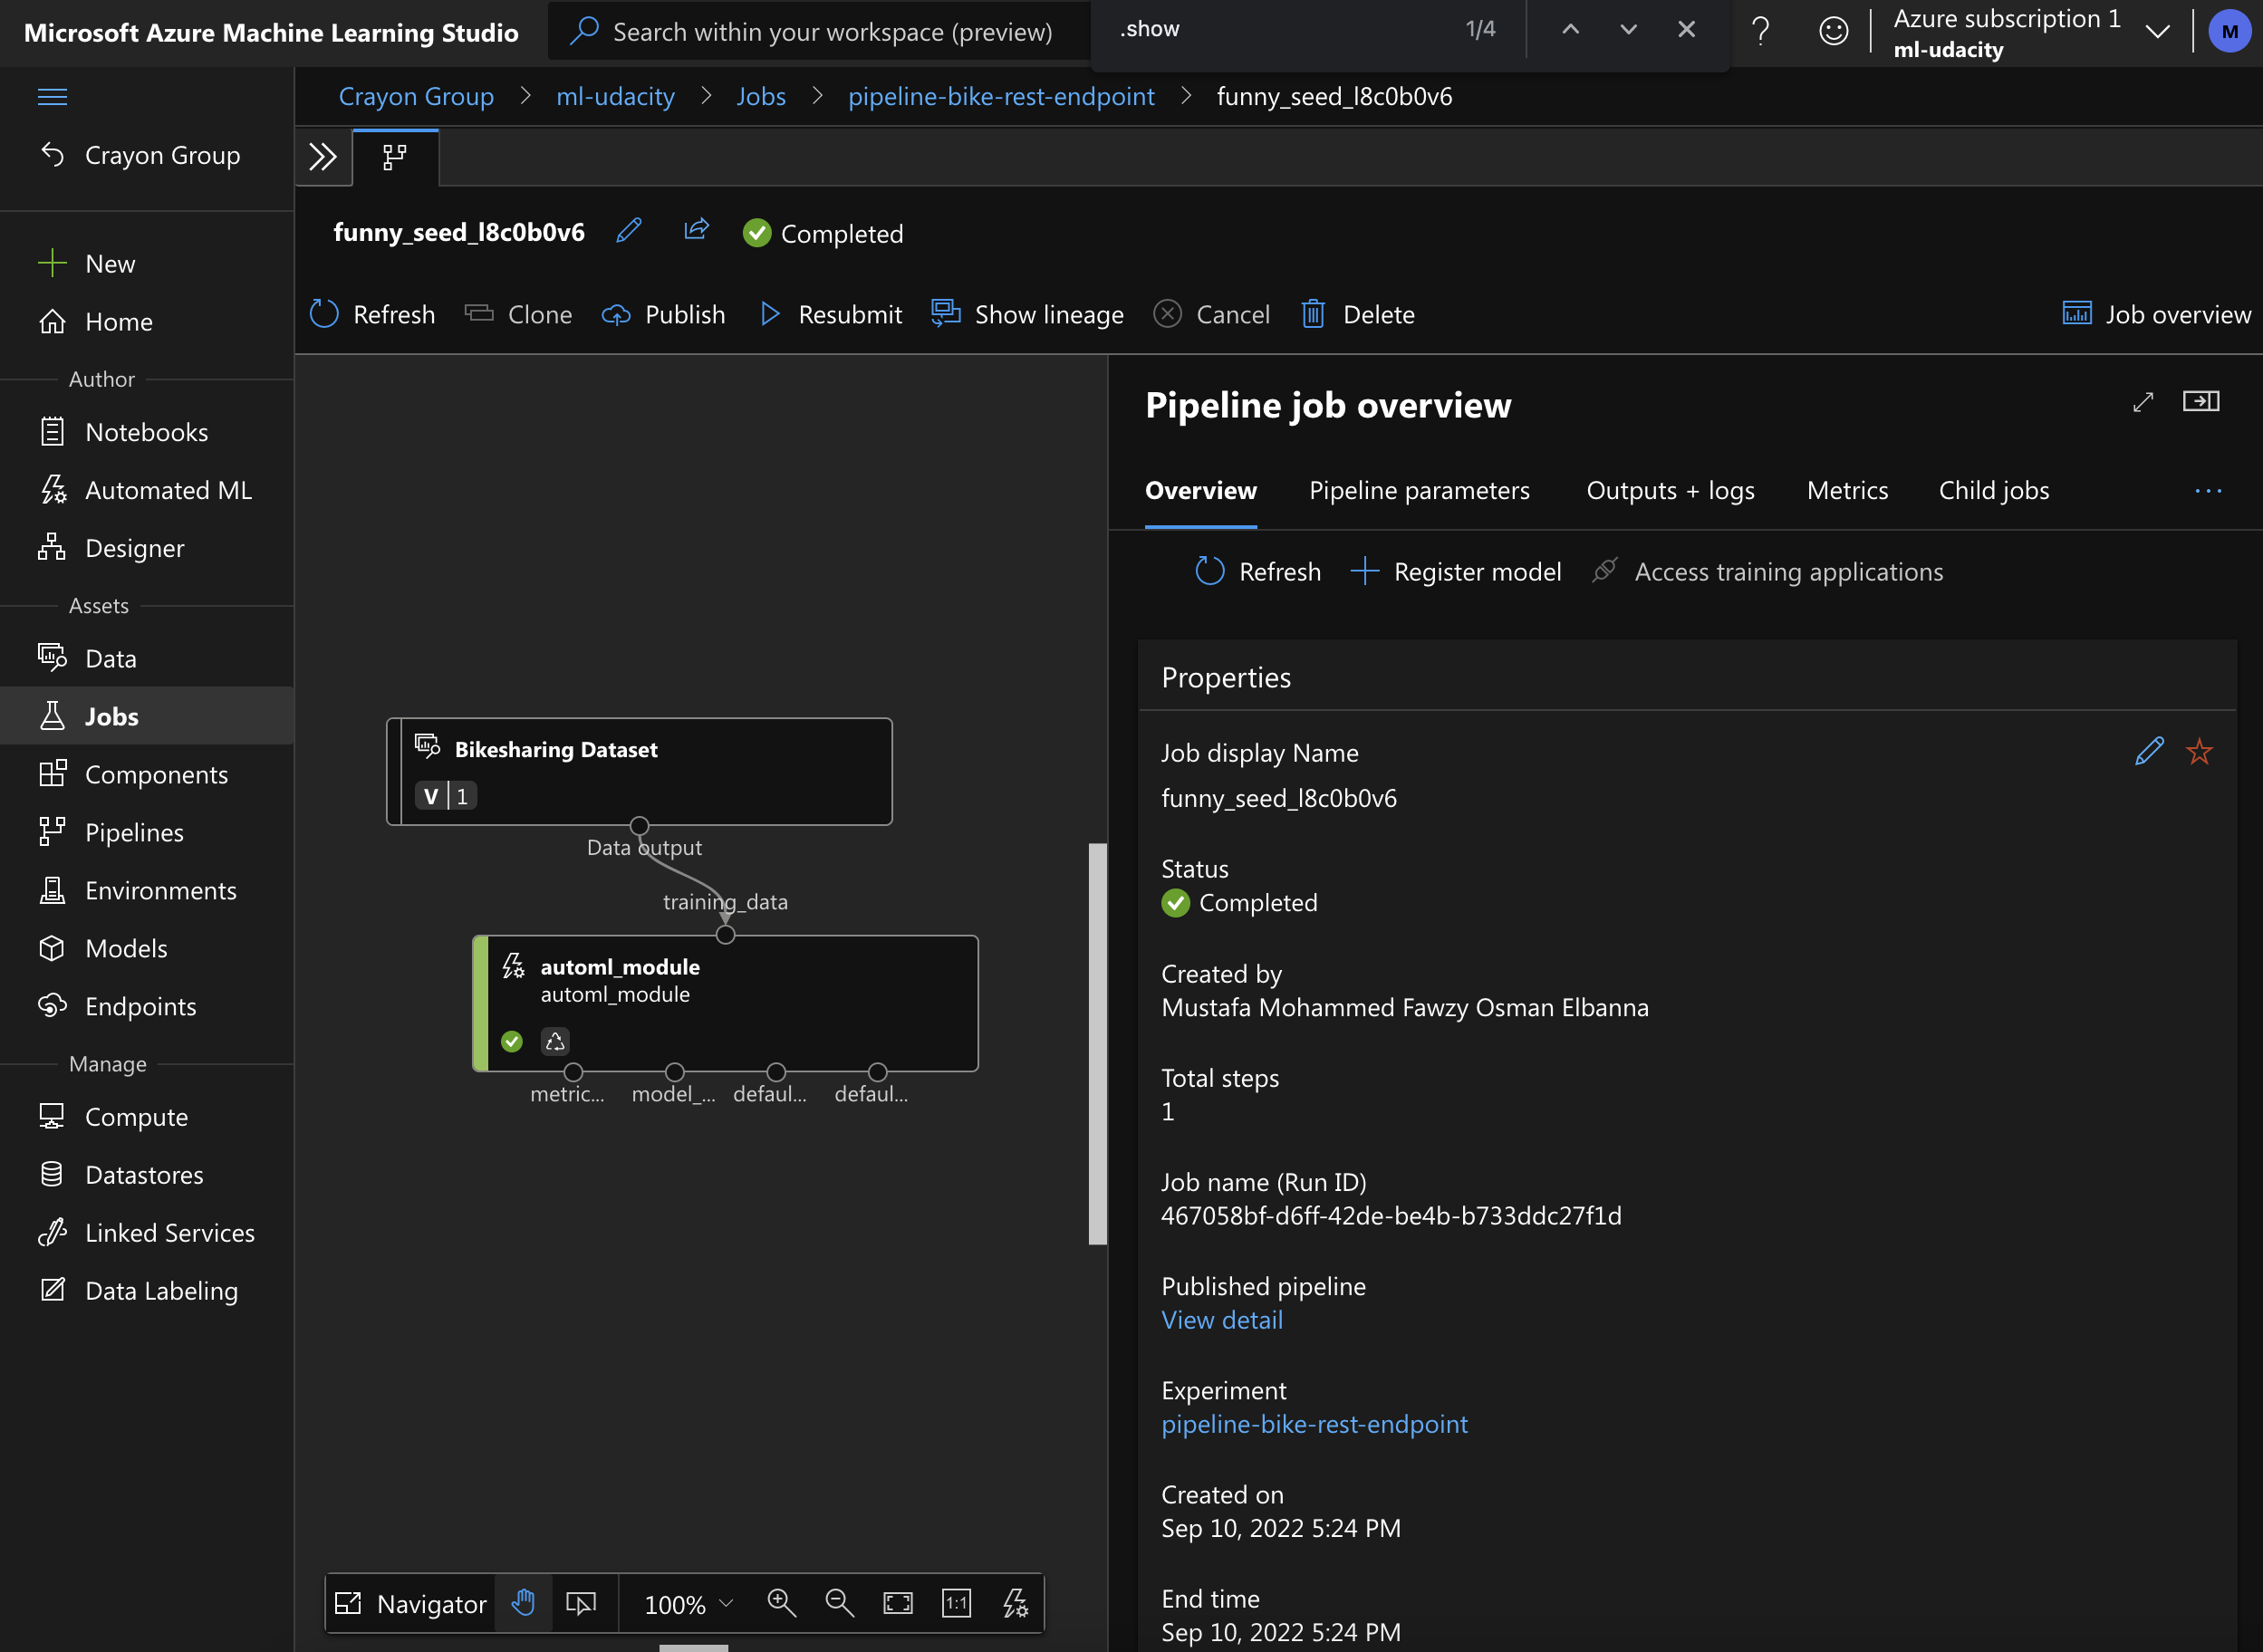 Microsoft Azure Machine Learning Studio
Search within your workspace (preview)
.show
1/4
Azure subscription 1
ml-udacity
M
Crayon Group
ml-udacity
Jobs
pipeline-bike-rest-endpoint
funny_seed_l8c0b0v6
Crayon Group
New
Home
Author
Notebooks
Automated ML
Designer
Assets
Data
Jobs
Components
Pipelines
Environments
Models
Endpoints
Manage
Compute
Datastores
Linked Services
Data Labeling
funny_seed_l8c0b0v6
Completed
Refresh
Clone
Publish
Resubmit
Show lineage
Cancel
Delete
Job overview
Bikesharing Dataset
V 1
Data output
training_data
automl_module
automl_module
metric...
model_...
defaul...
defaul...
Navigator
100%
1:1
Pipeline job overview
Overview
Pipeline parameters
Outputs + logs
Metrics
Child jobs
...
Refresh
Register model
Access training applications
Properties
Job display Name
funny_seed_l8c0b0v6
Status
Completed
Created by
Mustafa Mohammed Fawzy Osman Elbanna
Total steps
1
Job name (Run ID)
467058bf-d6ff-42de-be4b-b733ddc27f1d
Published pipeline
View detail
Experiment
pipeline-bike-rest-endpoint
Created on
Sep 10, 2022 5:24 PM
End time
Sep 10, 2022 5:24 PM